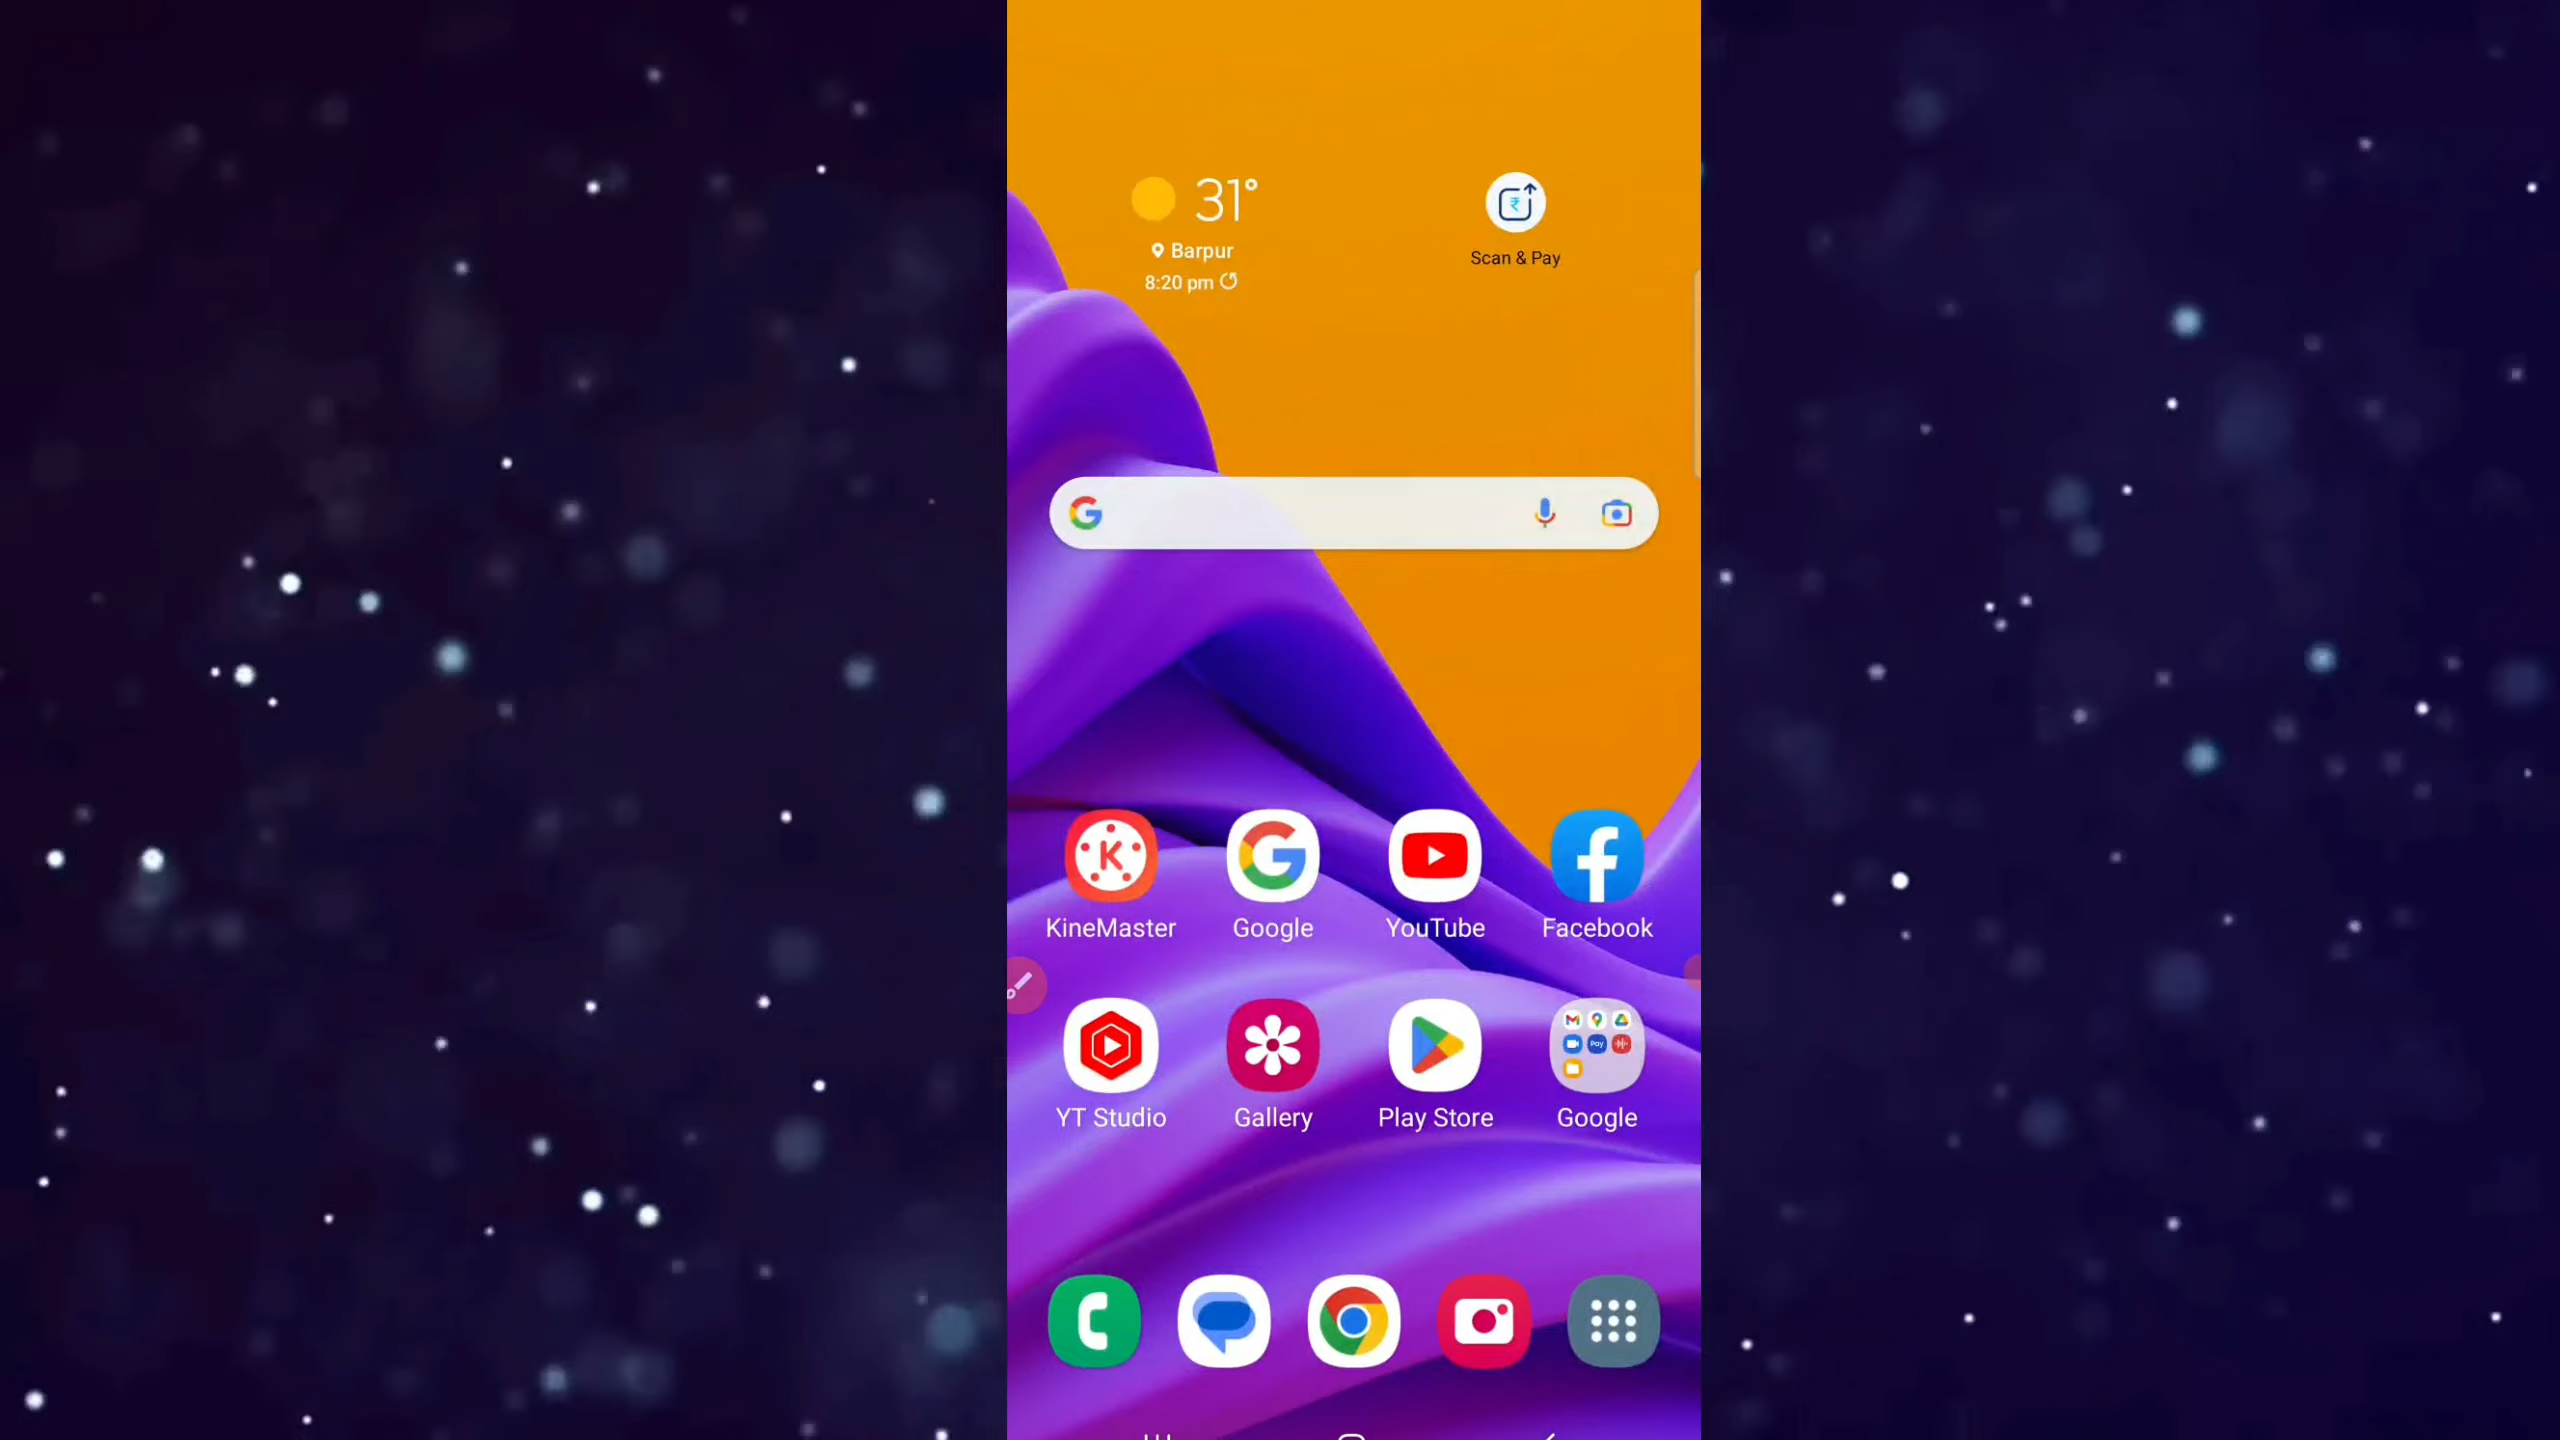 31°
Barpur
8:20 pm
Scan & Pay
KineMaster
Google
YouTube
Facebook
YT Studio
Gallery
Play Store
Google